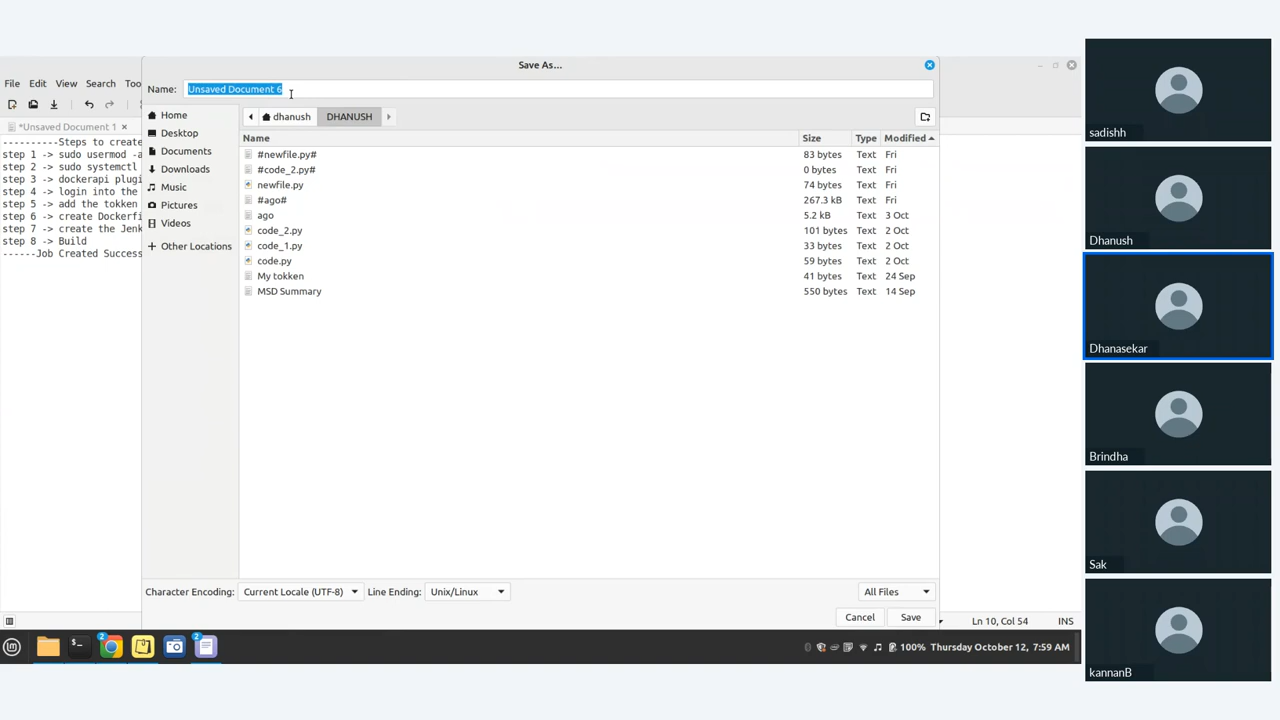 Save As...
File Edit View Search Too
Name: Unsaved Document 6
*Unsaved Document 1
Home
Desktop
Documents
Downloads
Music
Pictures
Videos
Other Locations
dhanush DHANUSH
Name Size Type Modified
#newfile.py# 83 bytes Text Fri
#code_2.py# 0 bytes Text Fri
newfile.py 74 bytes Text Fri
#ago# 267.3 kB Text Fri
ago 5.2 kB Text 3 Oct
code_2.py 101 bytes Text 2 Oct
code_1.py 33 bytes Text 2 Oct
code.py 59 bytes Text 2 Oct
My tokken 41 bytes Text 24 Sep
MSD Summary 550 bytes Text 14 Sep
----------Steps to create
step 1 -> sudo usermod -a
step 2 -> sudo systemctl
step 3 -> dockerapi plugi
step 4 -> login into the
step 5 -> add the tokken
step 6 -> create Dockerfi
step 7 -> create the Jenk
step 8 -> Build
------Job Created Success
Character Encoding: Current Locale (UTF-8) Line Ending: Unix/Linux All Files
Cancel Save
Ln 10, Col 54 INS
2 2 100% Thursday October 12, 7:59 AM
sadishh
Dhanush
Dhanasekar
Brindha
Sak
kannanB